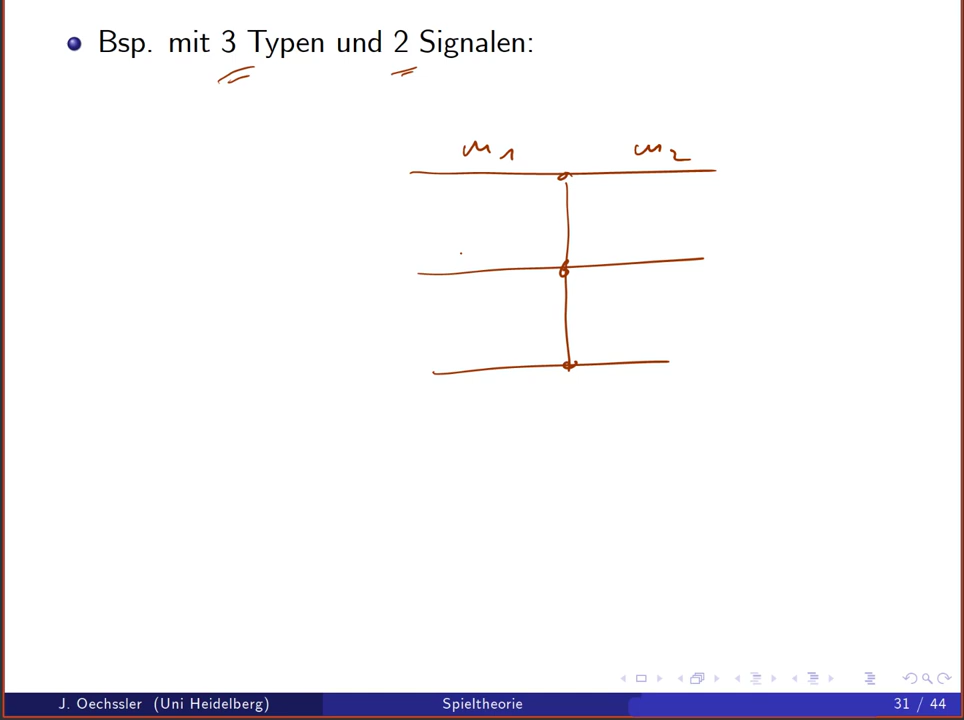 Bsp. mit 3 Typen und 2 Signalen:
m1 m2
J. Oechssler (Uni Heidelberg) Spieltheorie 31 / 44